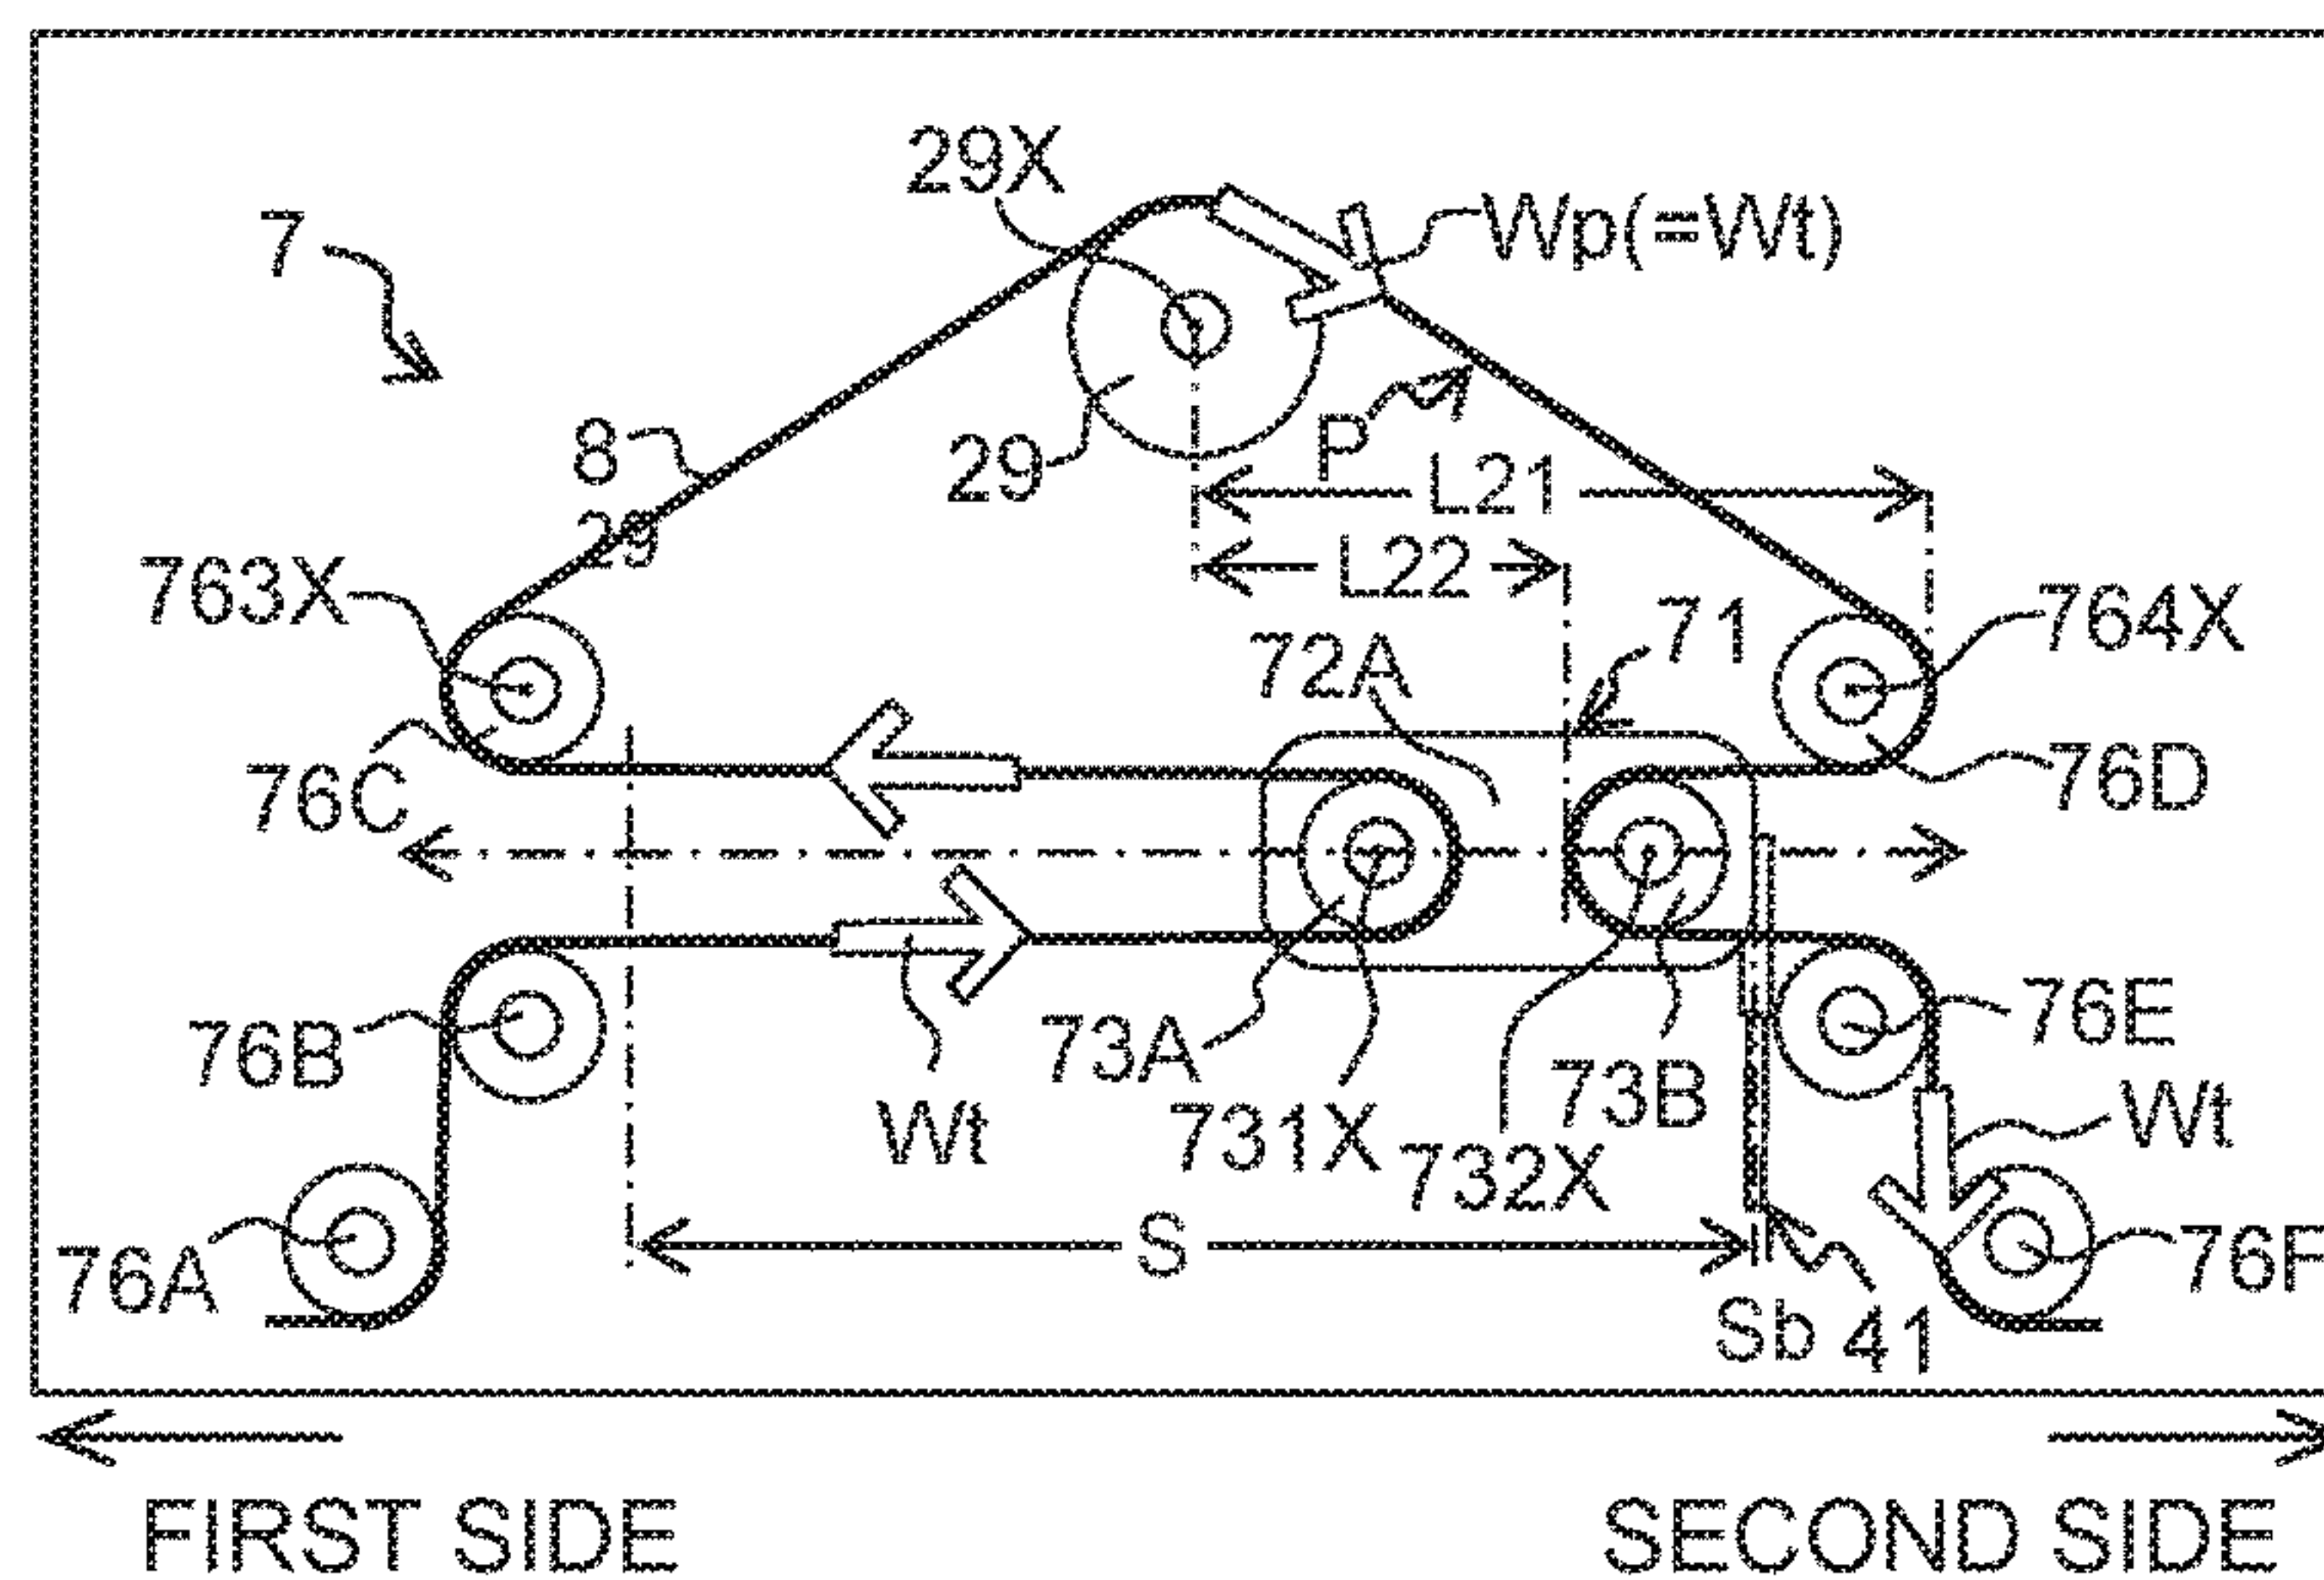 29X
Wp(=Wt)
7
8
29
P
L21
29
L22
763X
764X
71
72A
76C
76D
76B
73A
73B
76E
Wt
731X
732X
Wt
76A
S
76F
Sb
41
FIRST SIDE
SECOND SIDE